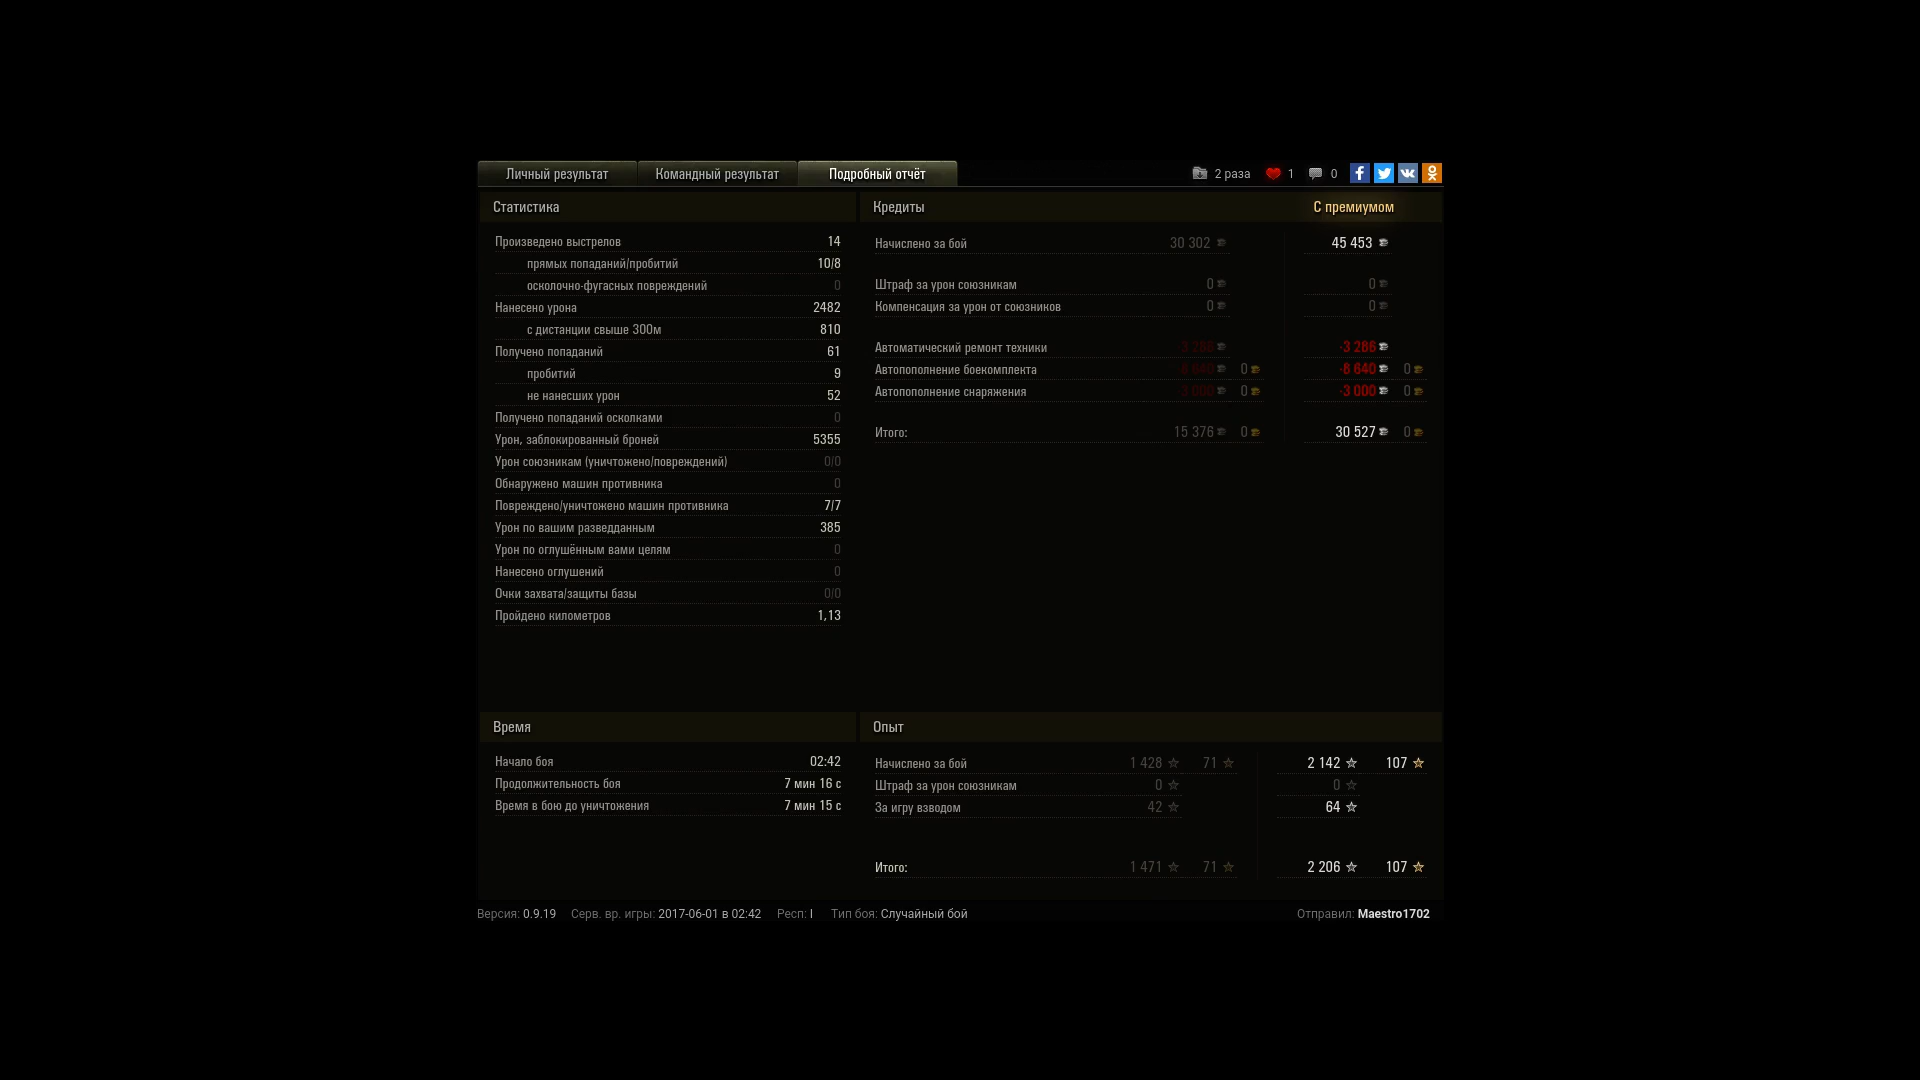 Личный результат Командный результат Подробный отчёт 2 раза 1 0
Статистика
Произведено выстрелов 14
прямых попаданий/пробитий 10/8
осколочно-фугасных повреждений 0
Нанесено урона 2482
с дистанции свыше 300м 810
Получено попаданий 61
пробитий 9
не нанесших урон 52
Получено попаданий осколками 0
Урон, заблокированный броней 5355
Урон союзникам (уничтожено/повреждений) 0/0
Обнаружено машин противника 0
Повреждено/уничтожено машин противника 7/7
Урон по вашим разведданным 385
Урон по оглушённым вами целям 0
Нанесено оглушений 0
Очки захвата/защиты базы 0/0
Пройдено километров 1,13
Кредиты С премиумом
Начислено за бой 30 302 45 453
Штраф за урон союзникам 0 0
Компенсация за урон от союзников 0 0
Автоматический ремонт техники -3 286 -3 286
Автопополнение боекомплекта -8 640 0 -8 640 0
Автопополнение снаряжения -3 000 0 -3 000 0
Итого: 15 376 0 30 527 0
Время
Начало боя 02:42
Продолжительность боя 7 мин 16 с
Время в бою до уничтожения 7 мин 15 с
Опыт
Начислено за бой 1 428 71 2 142 107
Штраф за урон союзникам 0 0
За игру взводом 42 64
Итого: 1 471 71 2 206 107
Версия: 0.9.19 Серв. вр. игры: 2017-06-01 в 02:42 Респ: I Тип боя: Случайный бой Отправил: Maestro1702